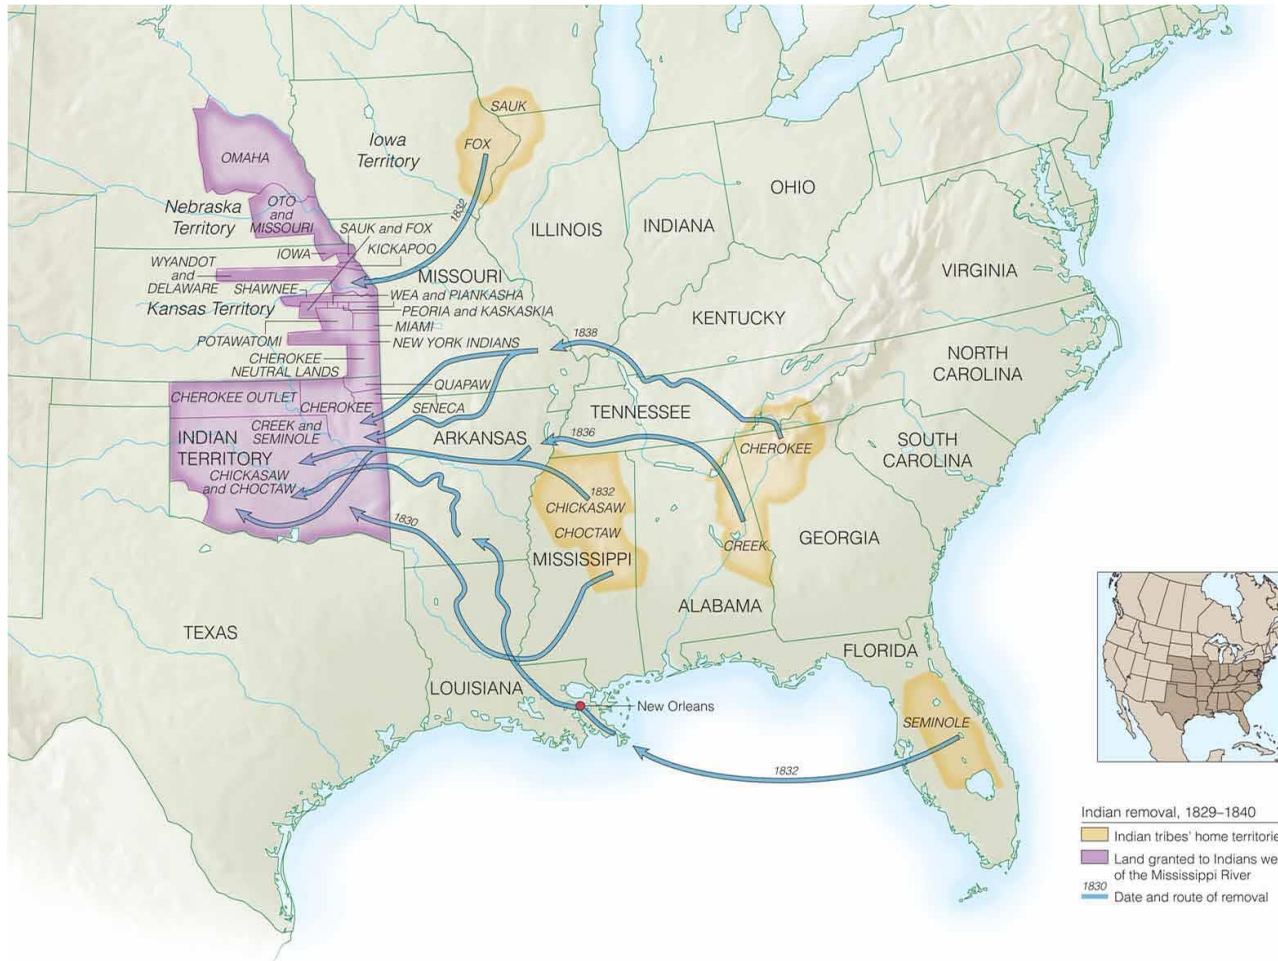 SAUK
FOX
Iowa
Territory
OMAHA
OTO
and
MISSOURI
Nebraska
Territory
1832
SAUK and FOX
KICKAPOO
IOWA
WYANDOT
and
DELAWARE
SHAWNEE
Kansas Territory
MISSOURI
WEA and PIANKASHA
PEORIA and KASKASKIA
MIAMI
NEW YORK INDIANS
POTAWATOMI
CHEROKEE
NEUTRAL LANDS
QUAPAW
SENECA
CHEROKEE OUTLET
CHEROKEE
CREEK and
SEMINOLE
INDIAN
TERRITORY
CHICKASAW
and CHOCTAW
ARKANSAS
ILLINOIS
INDIANA
OHIO
VIRGINIA
KENTUCKY
1838
NORTH
CAROLINA
TENNESSEE
1836
CHEROKEE
SOUTH
CAROLINA
1832
CHICKASAW
CHOCTAW
MISSISSIPPI
CREEK
GEORGIA
ALABAMA
1830
TEXAS
LOUISIANA
New Orleans
FLORIDA
SEMINOLE
1832
Indian removal, 1829–1840
Indian tribes' home territorie
Land granted to Indians we
of the Mississippi River
1830
Date and route of removal